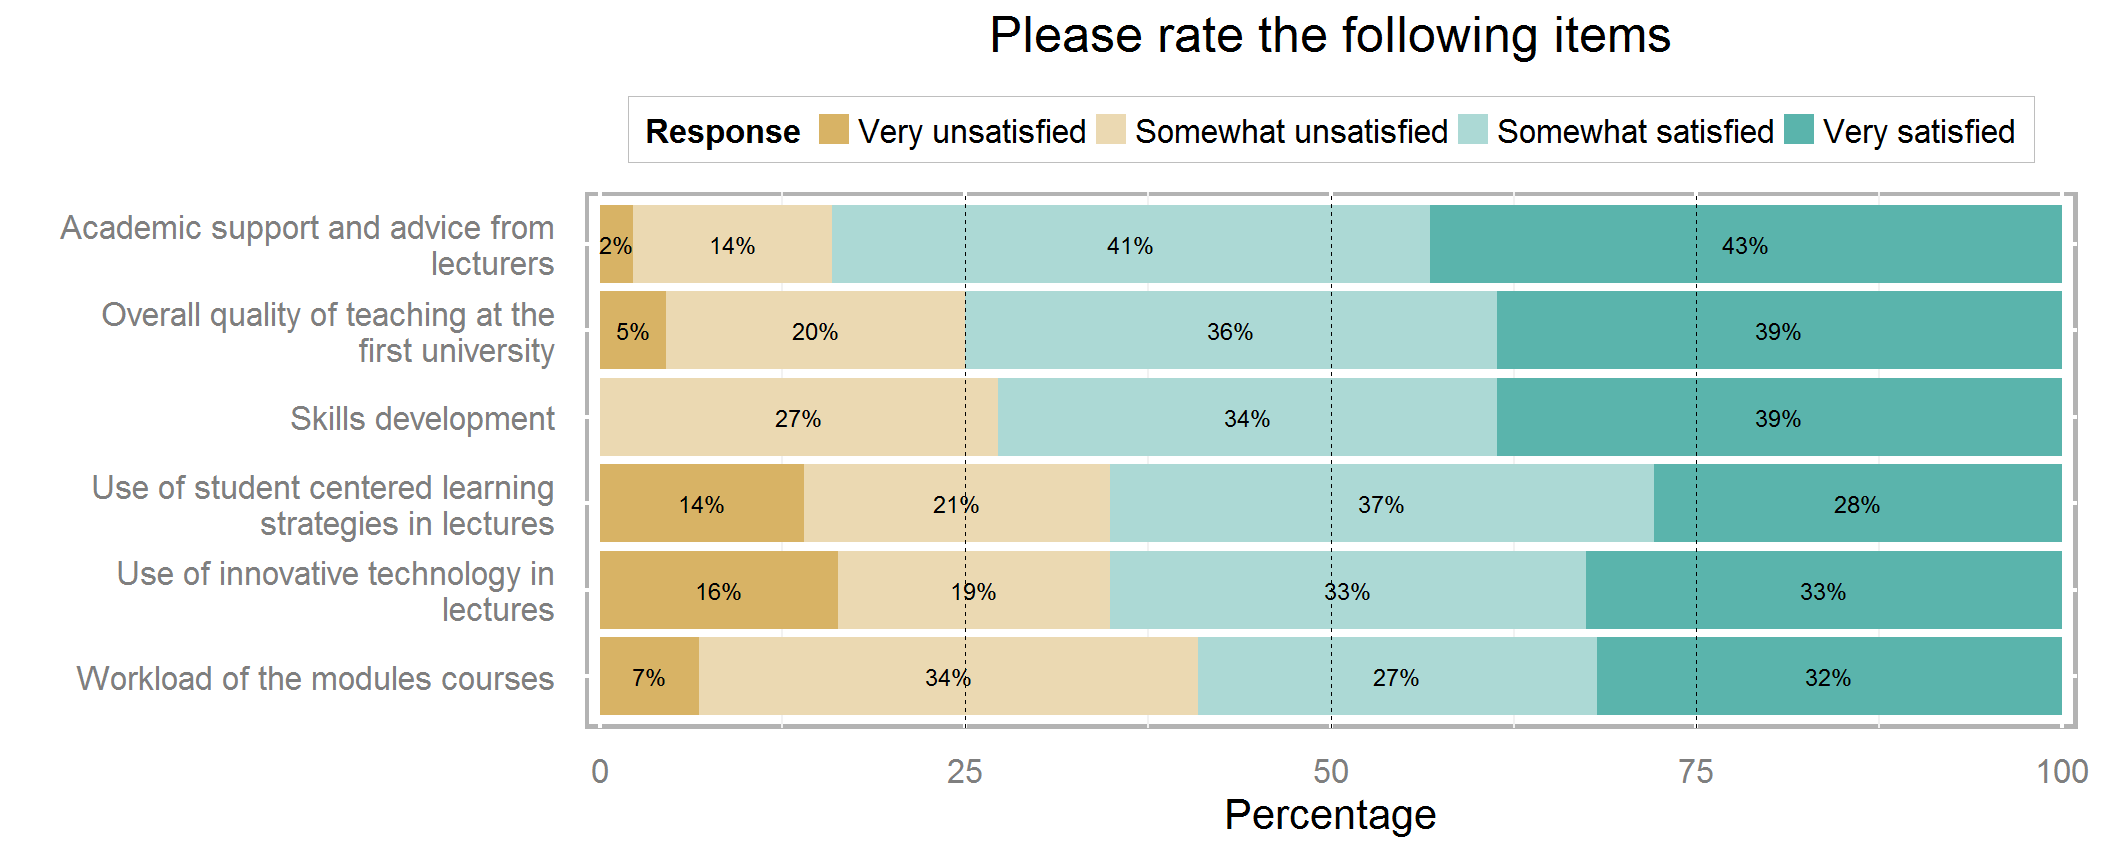 Please rate the following items
Response Very unsatisfied Somewhat unsatisfied Somewhat satisfied Very satisfied
Academic support and advice from
lecturers
2% 14% 41% 43%
Overall quality of teaching at the
first university
5% 20% 36% 39%
Skills development
27% 34% 39%
Use of student centered learning
strategies in lectures
14% 21% 37% 28%
Use of innovative technology in
lectures
16% 19% 33% 33%
Workload of the modules courses
7% 34% 27% 32%
0 25 50 75 100
Percentage